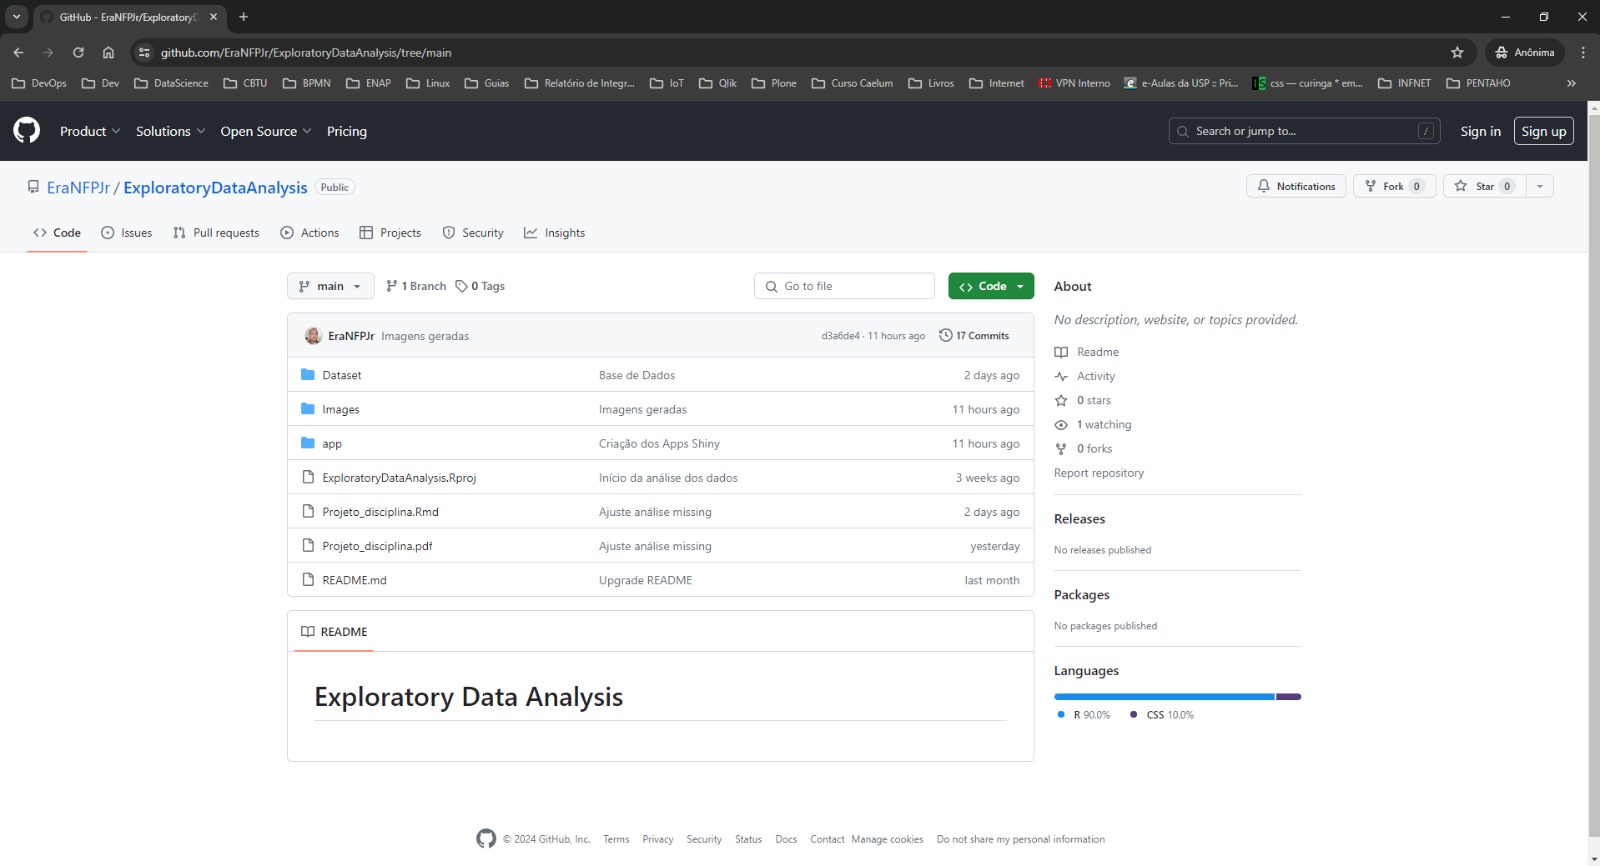 GitHub - EraNFPJr/ExploratoryD
github.com/EraNFPJr/ExploratoryDataAnalysis/tree/main
Anônima
DevOps Dev DataScience CBTU BPMN ENAP Linux Guias Relatório de Integr... IoT Qlik Plone Curso Caelum Livros Internet VPN Interno e-Aulas da USP :: Pri... css — curinga * em... INFNET PENTAHO »
Product Solutions Open Source Pricing Search or jump to... / Sign in Sign up
EraNFPJr / ExploratoryDataAnalysis Public Notifications Fork 0 Star 0
Code Issues Pull requests Actions Projects Security Insights
main 1 Branch 0 Tags Go to file Code
EraNFPJr Imagens geradas d3a6de4 · 11 hours ago 17 Commits
Dataset Base de Dados 2 days ago
Images Imagens geradas 11 hours ago
app Criação dos Apps Shiny 11 hours ago
ExploratoryDataAnalysis.Rproj Início da análise dos dados 3 weeks ago
Projeto_disciplina.Rmd Ajuste análise missing 2 days ago
Projeto_disciplina.pdf Ajuste análise missing yesterday
README.md Upgrade README last month
README
Exploratory Data Analysis
About
No description, website, or topics provided.
Readme
Activity
0 stars
1 watching
0 forks
Report repository
Releases
No releases published
Packages
No packages published
Languages
R 90.0% CSS 10.0%
© 2024 GitHub, Inc. Terms Privacy Security Status Docs Contact Manage cookies Do not share my personal information